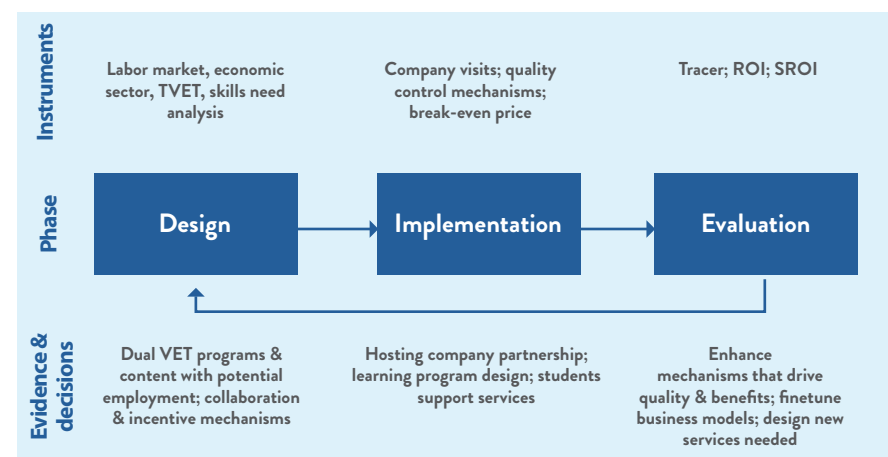 Instruments
Labor market, economic
sector, TVET, skills need
analysis
Company visits; quality
control mechanisms;
break-even price
Tracer; ROI; SROI
Phase
Design
Implementation
Evaluation
Evidence &
decisions
Dual VET programs &
content with potential
employment; collaboration
& incentive mechanisms
Hosting company partnership;
learning program design; students
support services
Enhance
mechanisms that drive
quality & benefits; finetune
business models; design new
services needed